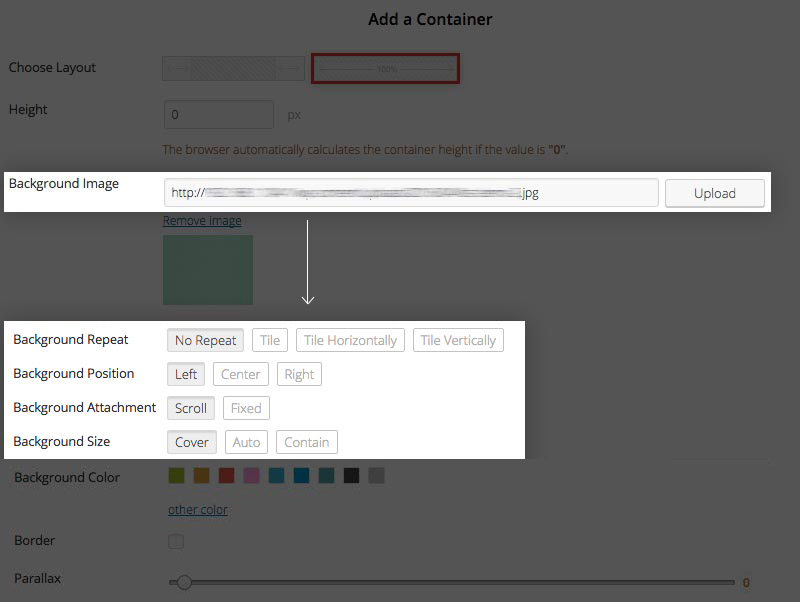 Add a Container
Choose Layout
100%
Height 0 px
The browser automatically calculates the container height if the value is "0".
Background Image http:// .jpg Upload
Remove image
Background Repeat No Repeat Tile Tile Horizontally Tile Vertically
Background Position Left Center Right
Background Attachment Scroll Fixed
Background Size Cover Auto Contain
Background Color
other color
Border
Parallax 0